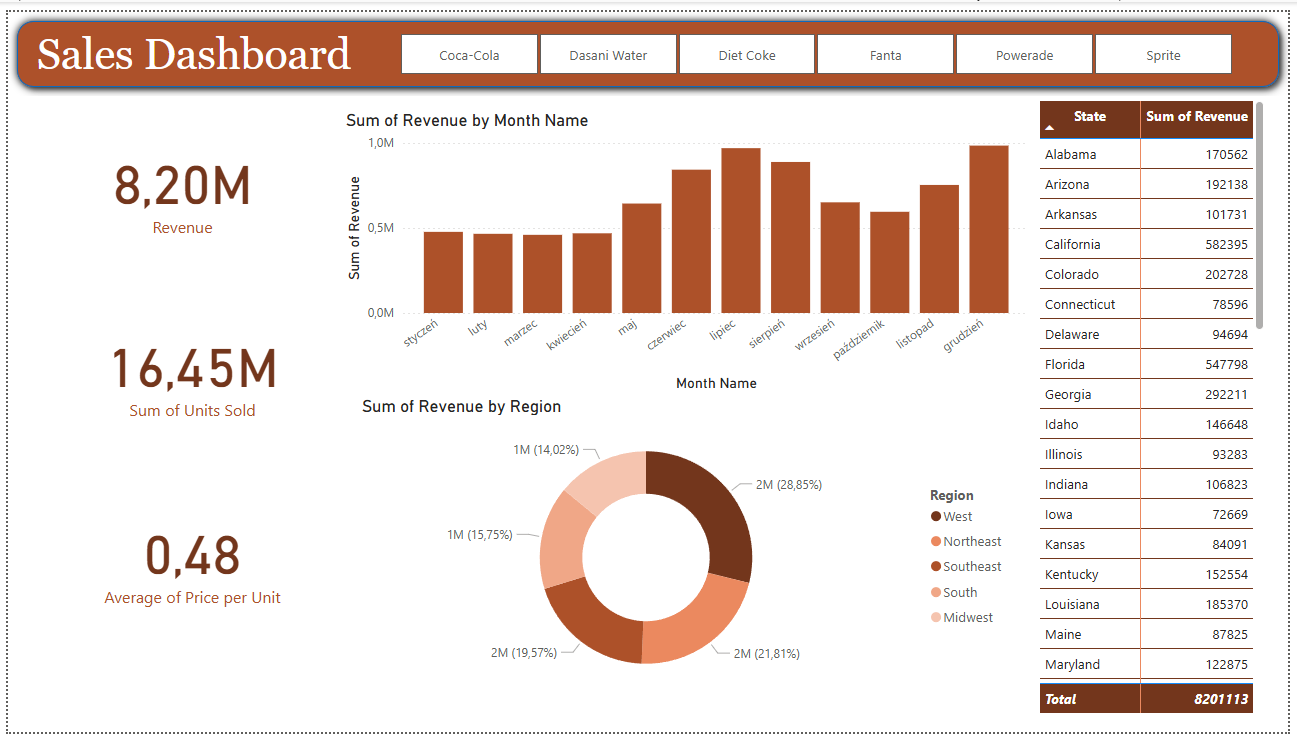 Sales Dashboard
Coca-Cola
Dasani Water
Diet Coke
Fanta
Powerade
Sprite
8,20M
Revenue
16,45M
Sum of Units Sold
0,48
Average of Price per Unit
Sum of Revenue by Month Name
Sum of Revenue
1,0M
0,5M
0,0M
styczeń
luty
marzec
kwiecień
maj
czerwiec
lipiec
sierpień
wrzesień
październik
listopad
grudzień
Month Name
Sum of Revenue by Region
1M (14,02%)
2M (28,85%)
1M (15,75%)
2M (19,57%)
2M (21,81%)
Region
West
Northeast
Southeast
South
Midwest
State Sum of Revenue
Alabama 170562
Arizona 192138
Arkansas 101731
California 582395
Colorado 202728
Connecticut 78596
Delaware 94694
Florida 547798
Georgia 292211
Idaho 146648
Illinois 93283
Indiana 106823
Iowa 72669
Kansas 84091
Kentucky 152554
Louisiana 185370
Maine 87825
Maryland 122875
Total 8201113